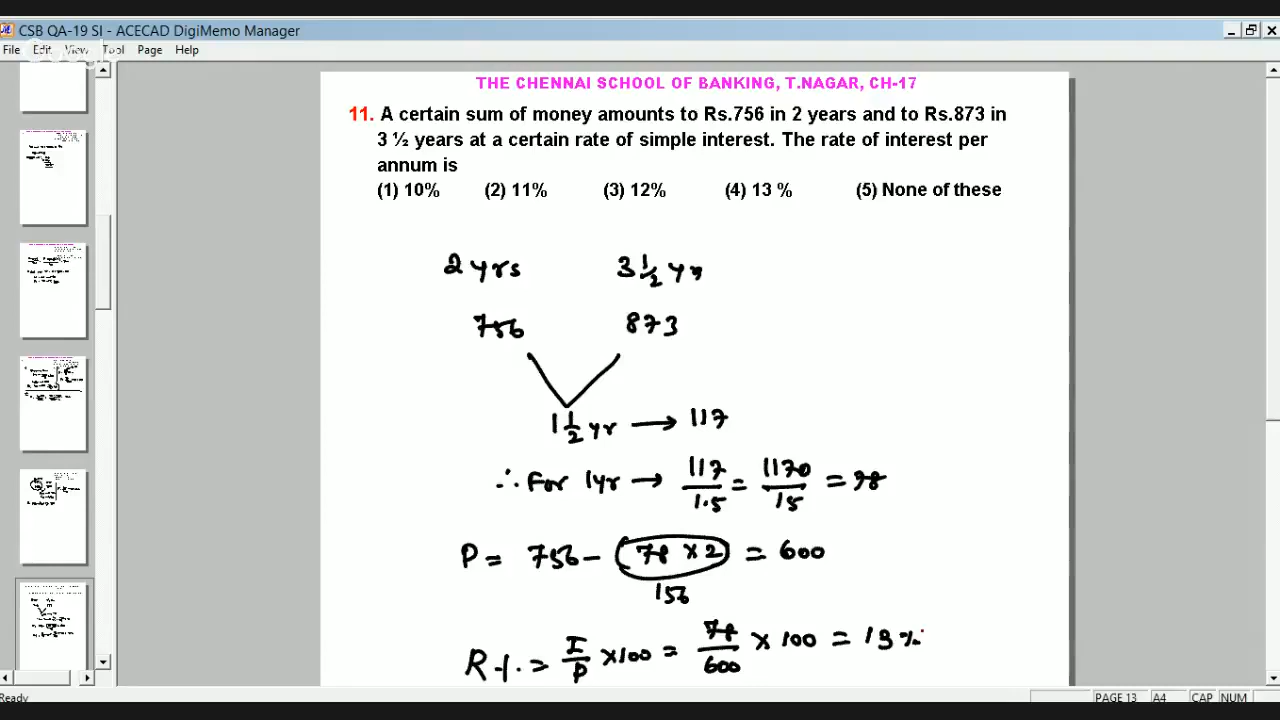 CSB QA-19 SI - ACECAD DigiMemo Manager
File Edit View Tool Page Help
THE CHENNAI SCHOOL OF BANKING, T.NAGAR, CH-17
11. A certain sum of money amounts to Rs.756 in 2 years and to Rs.873 in
3 ½ years at a certain rate of simple interest. The rate of interest per
annum is
(1) 10% (2) 11% (3) 12% (4) 13 % (5) None of these
2 yrs 3 1/2 yrs
756 873
1 1/2 yr → 117
∴ For 1yr → 117/1.5 = 1170/15 = 78
P = 756 - (78 × 2) = 600
156
R%. = I/P × 100 = 78/600 × 100 = 13%
Ready PAGE 13 A4 CAP NUM